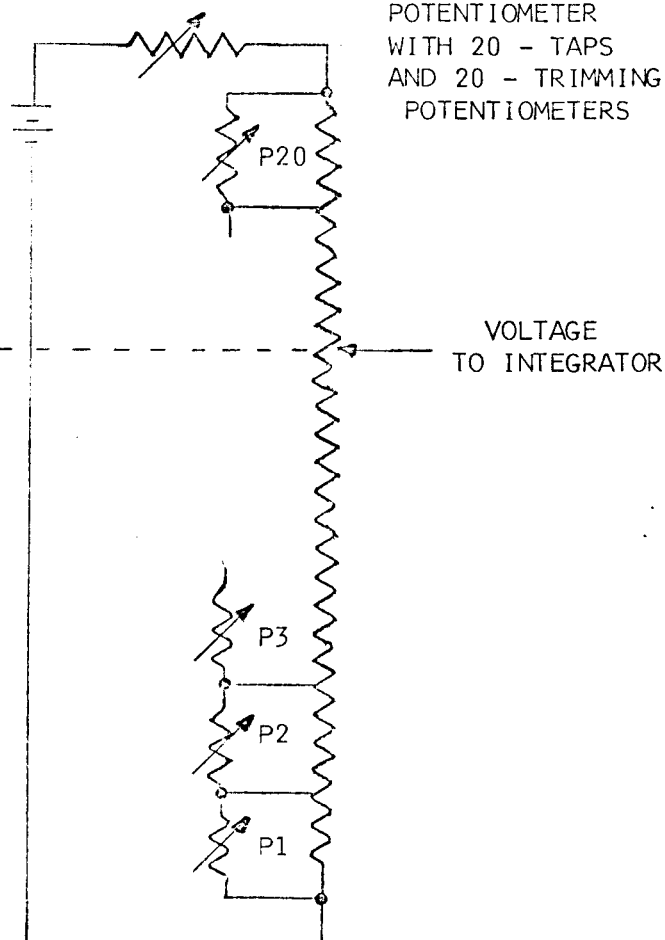 POTENTIOMETER
WITH 20 - TAPS
AND 20 - TRIMMING
POTENTIOMETERS
P20
VOLTAGE
TO INTEGRATOR
P3
P2
P1